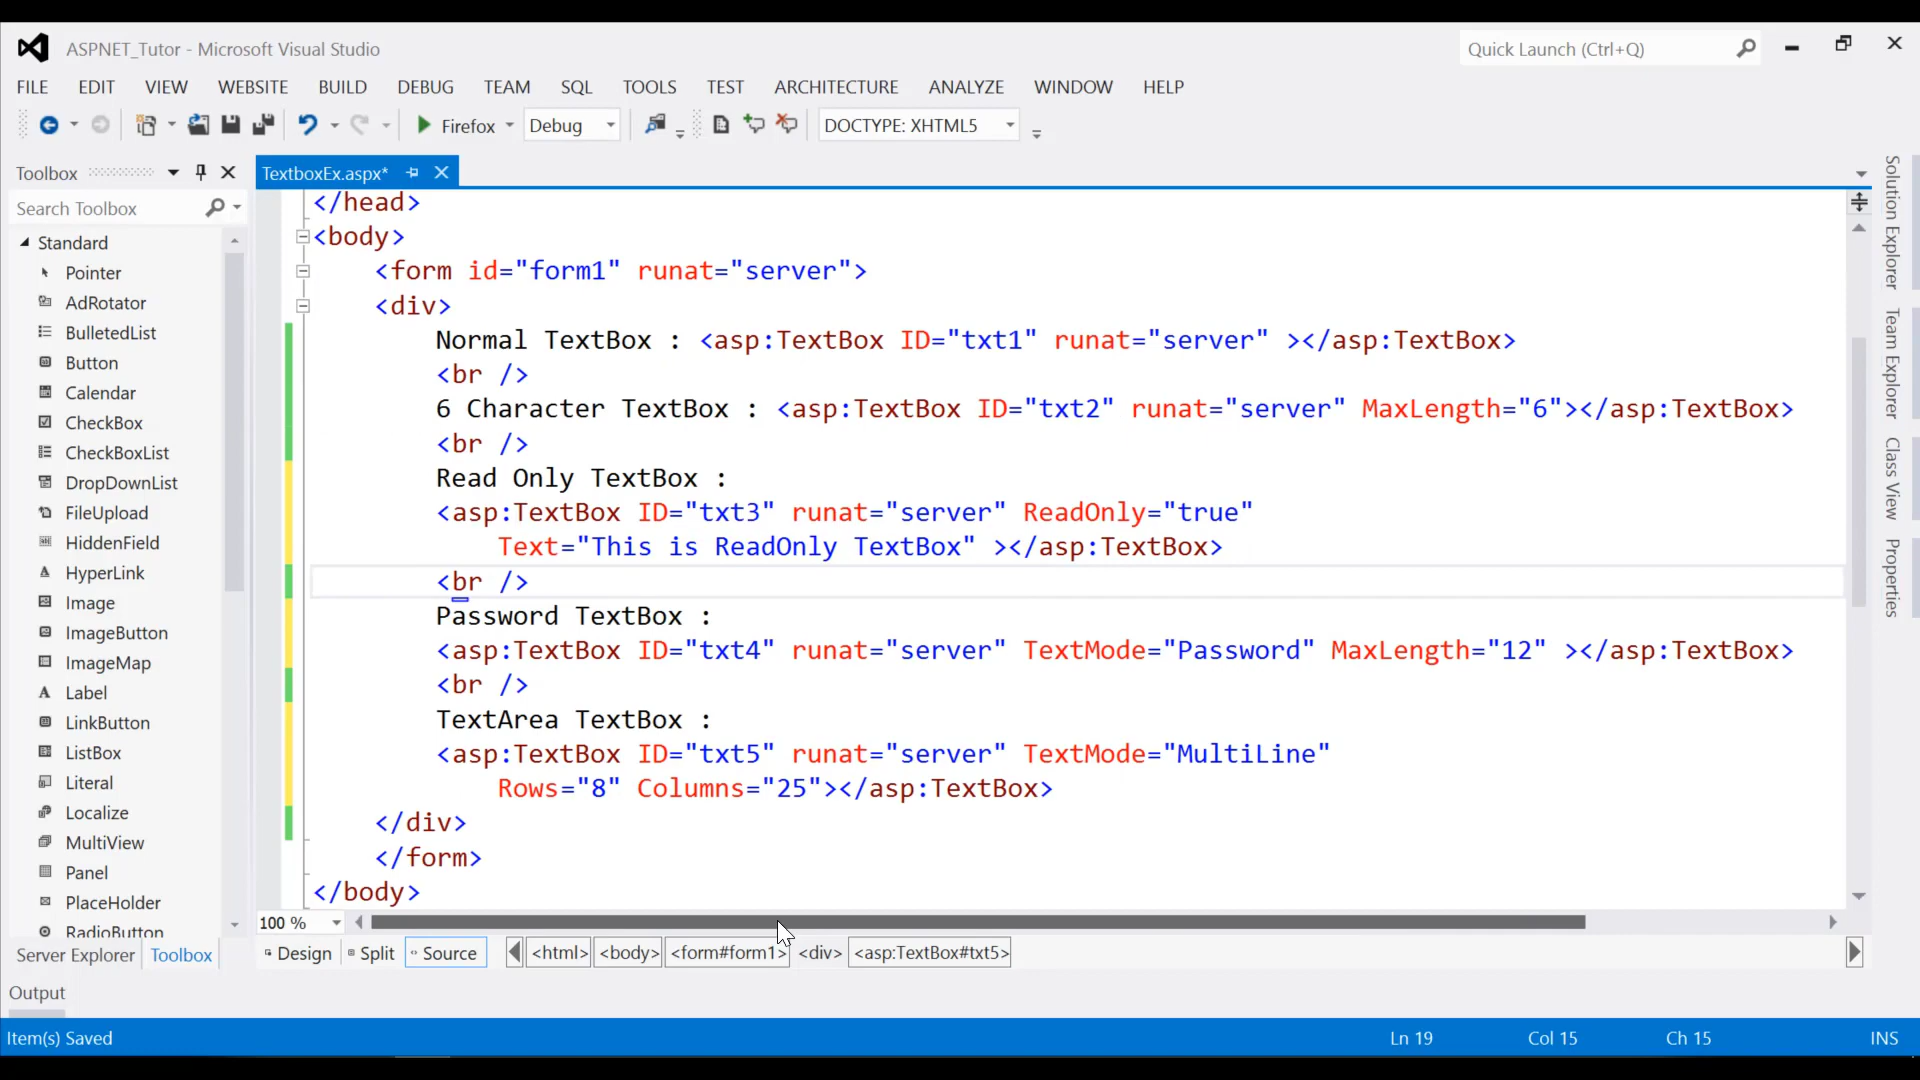 ASPNET_Tutor - Microsoft Visual Studio
Quick Launch (Ctrl+Q)
FILE EDIT VIEW WEBSITE BUILD DEBUG TEAM SQL TOOLS TEST ARCHITECTURE ANALYZE WINDOW HELP
Firefox Debug DOCTYPE: XHTML5
Toolbox
Search Toolbox
Standard
Pointer
AdRotator
BulletedList
Button
Calendar
CheckBox
CheckBoxList
DropDownList
FileUpload
HiddenField
HyperLink
Image
ImageButton
ImageMap
Label
LinkButton
ListBox
Literal
Localize
MultiView
Panel
PlaceHolder
RadioButton
Server Explorer Toolbox
TextboxEx.aspx*
</head>
<body>
<form id="form1" runat="server">
<div>
Normal TextBox : <asp:TextBox ID="txt1" runat="server" ></asp:TextBox>
<br />
6 Character TextBox : <asp:TextBox ID="txt2" runat="server" MaxLength="6"></asp:TextBox>
<br />
Read Only TextBox :
<asp:TextBox ID="txt3" runat="server" ReadOnly="true"
Text="This is ReadOnly TextBox" ></asp:TextBox>
<br />
Password TextBox :
<asp:TextBox ID="txt4" runat="server" TextMode="Password" MaxLength="12" ></asp:TextBox>
<br />
TextArea TextBox :
<asp:TextBox ID="txt5" runat="server" TextMode="MultiLine"
Rows="8" Columns="25"></asp:TextBox>
</div>
</form>
</body>
100 %
Design Split Source <html> <body> <form#form1> <div> <asp:TextBox#txt5>
Solution Explorer
Team Explorer
Class View
Properties
Output
Item(s) Saved Ln 19 Col 15 Ch 15 INS